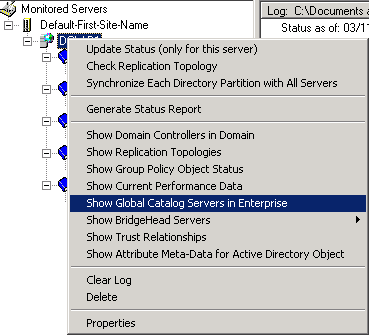 Monitored Servers
Log: C:\Documents a
Default-First-Site-Name
Status as of: 03/1
Update Status (only for this server)
Check Replication Topology
Synchronize Each Directory Partition with All Servers
Generate Status Report
Show Domain Controllers in Domain
Show Replication Topologies
Show Group Policy Object Status
Show Current Performance Data
Show Global Catalog Servers in Enterprise
Show BridgeHead Servers
Show Trust Relationships
Show Attribute Meta-Data for Active Directory Object
Clear Log
Delete
Properties